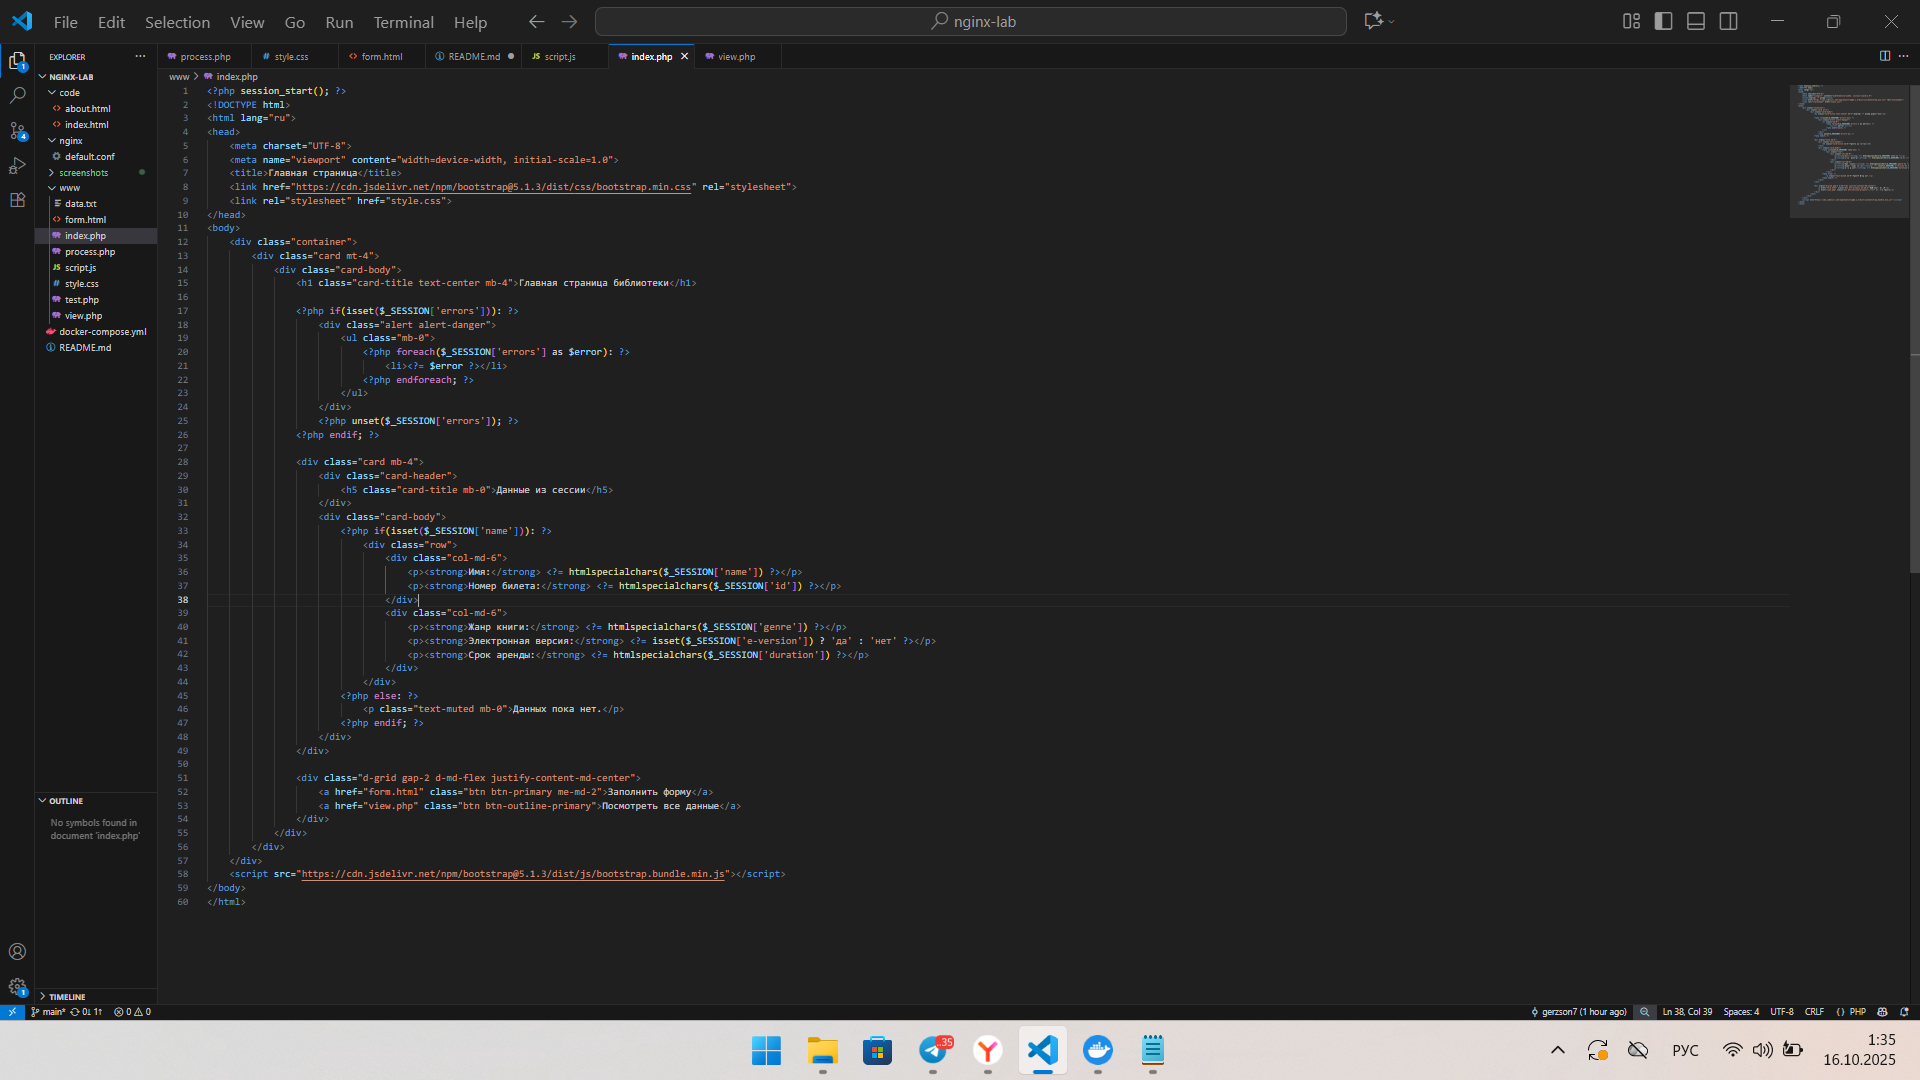 File Edit Selection View Go Run Terminal Help
nginx-lab
EXPLORER
process.php
style.css
form.html
README.md
script.js
index.php
view.php
NGINX-LAB
code
about.html
index.html
nginx
default.conf
screenshots
www
data.txt
form.html
index.php
process.php
script.js
style.css
test.php
view.php
docker-compose.yml
README.md
OUTLINE
No symbols found in
document 'index.php'
TIMELINE
www > index.php
1 <?php session_start(); ?>
2 <!DOCTYPE html>
3 <html lang="ru">
4 <head>
5 <meta charset="UTF-8">
6 <meta name="viewport" content="width=device-width, initial-scale=1.0">
7 <title>Главная страница</title>
8 <link href="https://cdn.jsdelivr.net/npm/bootstrap@5.1.3/dist/css/bootstrap.min.css" rel="stylesheet">
9 <link rel="stylesheet" href="style.css">
10 </head>
11 <body>
12 <div class="container">
13 <div class="card mt-4">
14 <div class="card-body">
15 <h1 class="card-title text-center mb-4">Главная страница библиотеки</h1>
16
17 <?php if(isset($_SESSION['errors'])): ?>
18 <div class="alert alert-danger">
19 <ul class="mb-0">
20 <?php foreach($_SESSION['errors'] as $error): ?>
21 <li><?= $error ?></li>
22 <?php endforeach; ?>
23 </ul>
24 </div>
25 <?php unset($_SESSION['errors']); ?>
26 <?php endif; ?>
27
28 <div class="card mb-4">
29 <div class="card-header">
30 <h5 class="card-title mb-0">Данные из сессии</h5>
31 </div>
32 <div class="card-body">
33 <?php if(isset($_SESSION['name'])): ?>
34 <div class="row">
35 <div class="col-md-6">
36 <p><strong>Имя:</strong> <?= htmlspecialchars($_SESSION['name']) ?></p>
37 <p><strong>Номер билета:</strong> <?= htmlspecialchars($_SESSION['id']) ?></p>
38 </div>
39 <div class="col-md-6">
40 <p><strong>Жанр книги:</strong> <?= htmlspecialchars($_SESSION['genre']) ?></p>
41 <p><strong>Электронная версия:</strong> <?= isset($_SESSION['e-version']) ? 'да' : 'нет' ?></p>
42 <p><strong>Срок аренды:</strong> <?= htmlspecialchars($_SESSION['duration']) ?></p>
43 </div>
44 </div>
45 <?php else: ?>
46 <p class="text-muted mb-0">Данных пока нет.</p>
47 <?php endif; ?>
48 </div>
49 </div>
50
51 <div class="d-grid gap-2 d-md-flex justify-content-md-center">
52 <a href="form.html" class="btn btn-primary me-md-2">Заполнить форму</a>
53 <a href="view.php" class="btn btn-outline-primary">Посмотреть все данные</a>
54 </div>
55 </div>
56 </div>
57 </div>
58 <script src="https://cdn.jsdelivr.net/npm/bootstrap@5.1.3/dist/js/bootstrap.bundle.min.js"></script>
59 </body>
60 </html>
main* 0↓ 1↑ 0 0
gerzson7 (1 hour ago) Ln 38, Col 39 Spaces: 4 UTF-8 CRLF {} PHP
РУС
1:35
16.10.2025